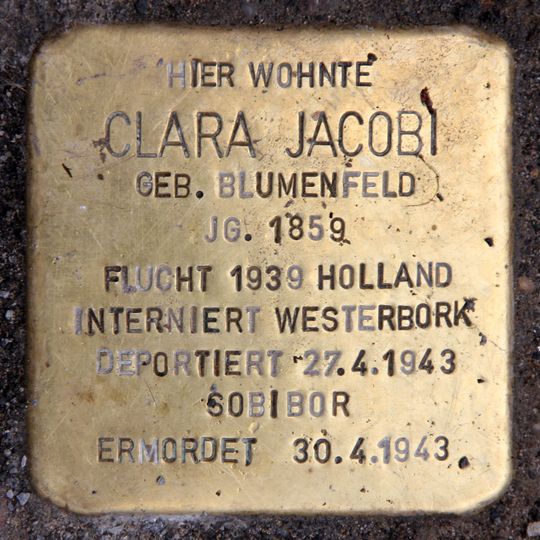 HIER WOHNTE
CLARA JACOBI
GEB. BLUMENFELD
JG. 1859
FLUCHT 1939 HOLLAND
INTERNIERT WESTERBORK
DEPORTIERT 27.4.1943
SOBIBOR
ERMORDET 30.4.1943